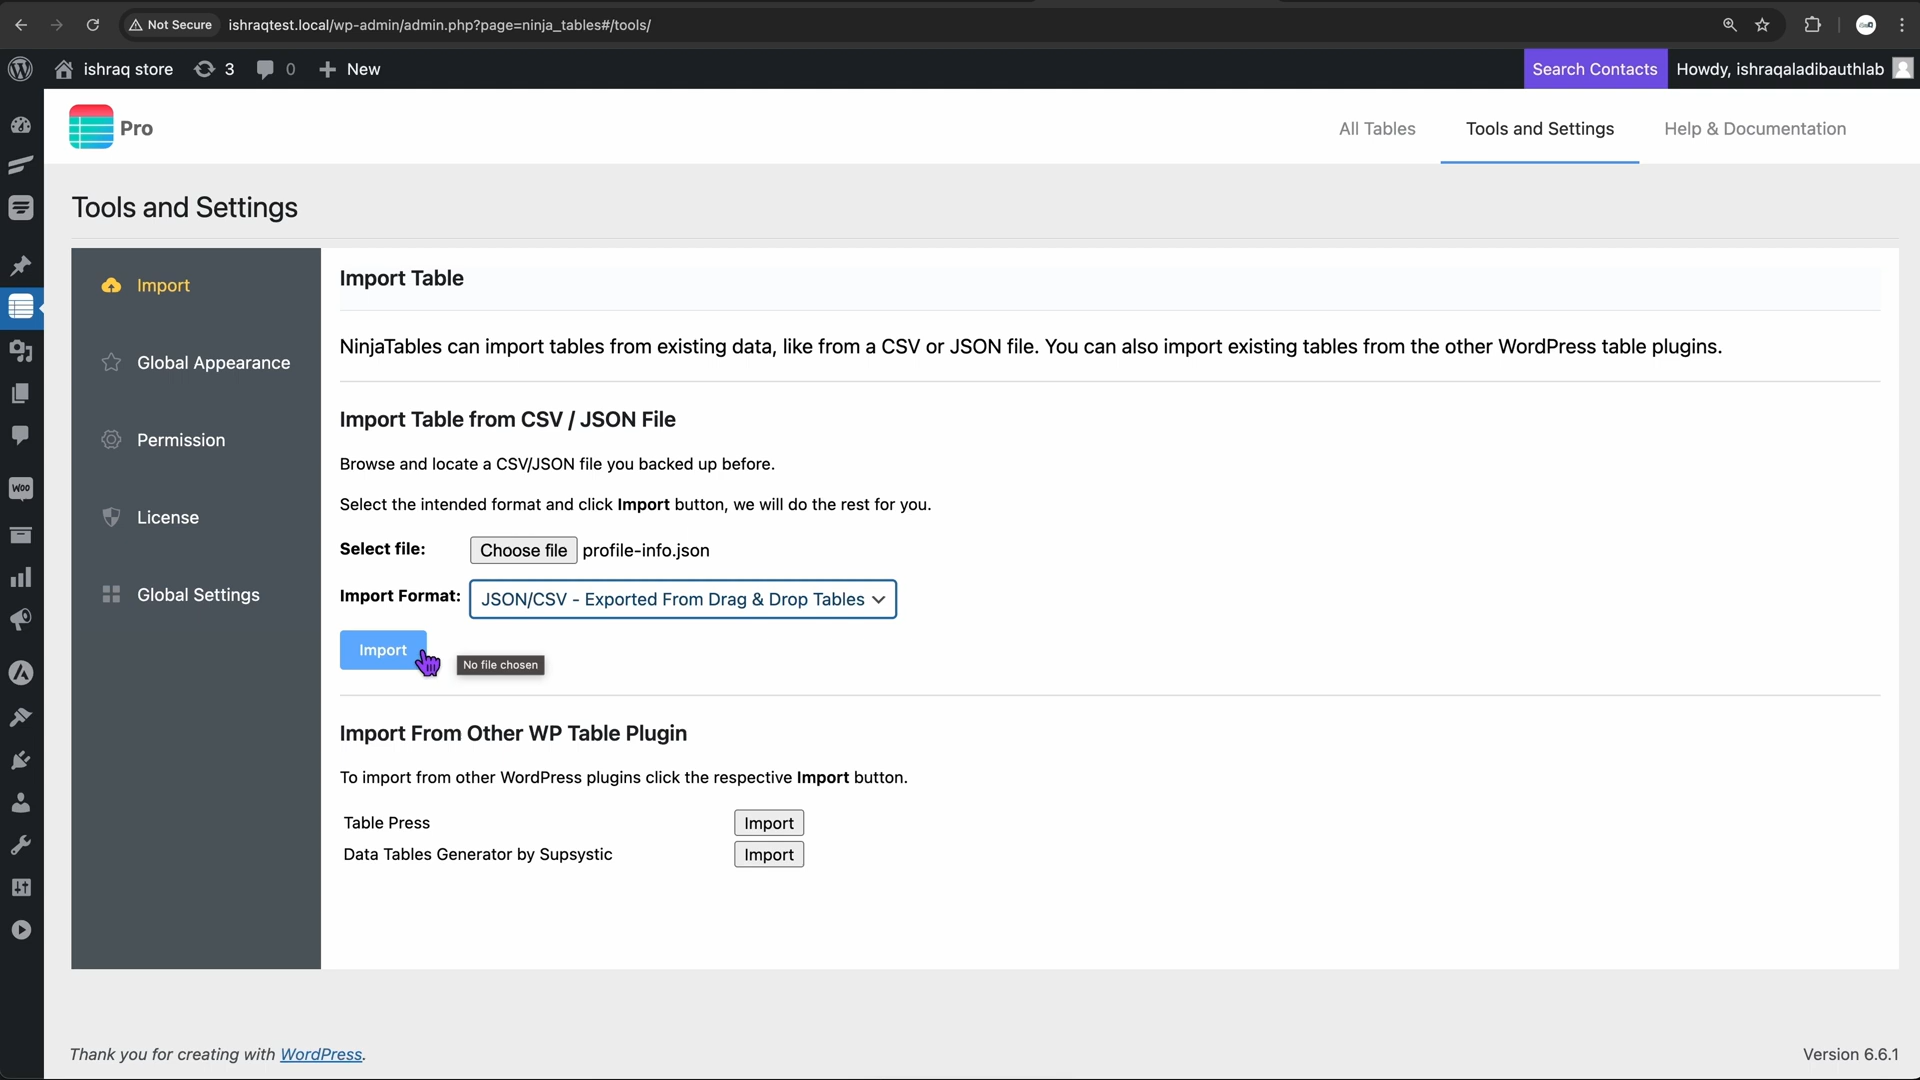 Not Secure
ishraqtest.local/wp-admin/admin.php?page=ninja_tables#/tools/
ishraq store
3
0
New
Search Contacts
Howdy, ishraqaladibauthlab
Pro
All Tables
Tools and Settings
Help & Documentation
Tools and Settings
Import
Global Appearance
Permission
License
Global Settings
Import Table
NinjaTables can import tables from existing data, like from a CSV or JSON file. You can also import existing tables from the other WordPress table plugins.
Import Table from CSV / JSON File
Browse and locate a CSV/JSON file you backed up before.
Select the intended format and click Import button, we will do the rest for you.
Select file:
Choose file profile-info.json
Import Format:
JSON/CSV - Exported From Drag & Drop Tables
Import
No file chosen
Import From Other WP Table Plugin
To import from other WordPress plugins click the respective Import button.
Table Press
Import
Data Tables Generator by Supsystic
Import
Woo
Thank you for creating with WordPress.
Version 6.6.1